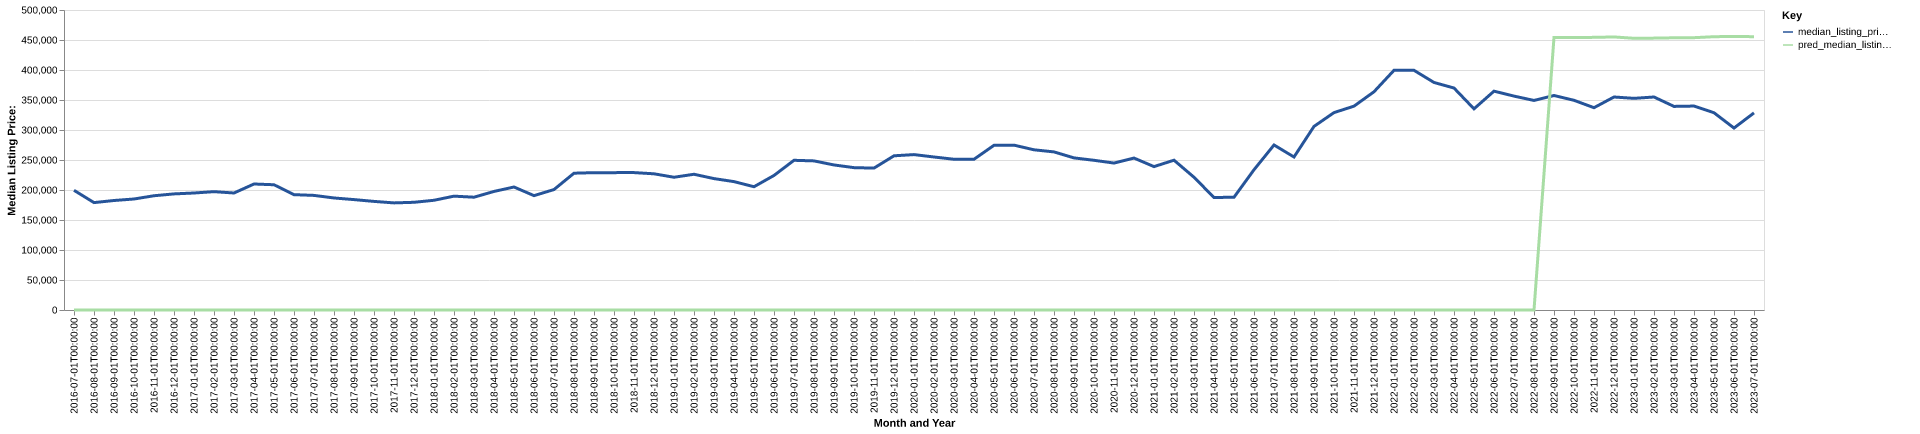 500,000
450,000
400,000
350,000
300,000
250,000
200,000
150,000
100,000
50,000
0
Median Listing Price:
2016-07-01T00:00:00
2016-08-01T00:00:00
2016-09-01T00:00:00
2016-10-01T00:00:00
2016-11-01T00:00:00
2016-12-01T00:00:00
2017-01-01T00:00:00
2017-02-01T00:00:00
2017-03-01T00:00:00
2017-04-01T00:00:00
2017-05-01T00:00:00
2017-06-01T00:00:00
2017-07-01T00:00:00
2017-08-01T00:00:00
2017-09-01T00:00:00
2017-10-01T00:00:00
2017-11-01T00:00:00
2017-12-01T00:00:00
2018-01-01T00:00:00
2018-02-01T00:00:00
2018-03-01T00:00:00
2018-04-01T00:00:00
2018-05-01T00:00:00
2018-06-01T00:00:00
2018-07-01T00:00:00
2018-08-01T00:00:00
2018-09-01T00:00:00
2018-10-01T00:00:00
2018-11-01T00:00:00
2018-12-01T00:00:00
2019-01-01T00:00:00
2019-02-01T00:00:00
2019-03-01T00:00:00
2019-04-01T00:00:00
2019-05-01T00:00:00
2019-06-01T00:00:00
2019-07-01T00:00:00
2019-08-01T00:00:00
2019-09-01T00:00:00
2019-10-01T00:00:00
2019-11-01T00:00:00
2019-12-01T00:00:00
2020-01-01T00:00:00
2020-02-01T00:00:00
2020-03-01T00:00:00
2020-04-01T00:00:00
2020-05-01T00:00:00
2020-06-01T00:00:00
2020-07-01T00:00:00
2020-08-01T00:00:00
2020-09-01T00:00:00
2020-10-01T00:00:00
2020-11-01T00:00:00
2020-12-01T00:00:00
2021-01-01T00:00:00
2021-02-01T00:00:00
2021-03-01T00:00:00
2021-04-01T00:00:00
2021-05-01T00:00:00
2021-06-01T00:00:00
2021-07-01T00:00:00
2021-08-01T00:00:00
2021-09-01T00:00:00
2021-10-01T00:00:00
2021-11-01T00:00:00
2021-12-01T00:00:00
2022-01-01T00:00:00
2022-02-01T00:00:00
2022-03-01T00:00:00
2022-04-01T00:00:00
2022-05-01T00:00:00
2022-06-01T00:00:00
2022-07-01T00:00:00
2022-08-01T00:00:00
2022-09-01T00:00:00
2022-10-01T00:00:00
2022-11-01T00:00:00
2022-12-01T00:00:00
2023-01-01T00:00:00
2023-02-01T00:00:00
2023-03-01T00:00:00
2023-04-01T00:00:00
2023-05-01T00:00:00
2023-06-01T00:00:00
2023-07-01T00:00:00
Month and Year
Key
median_listing_pri…
pred_median_listin…